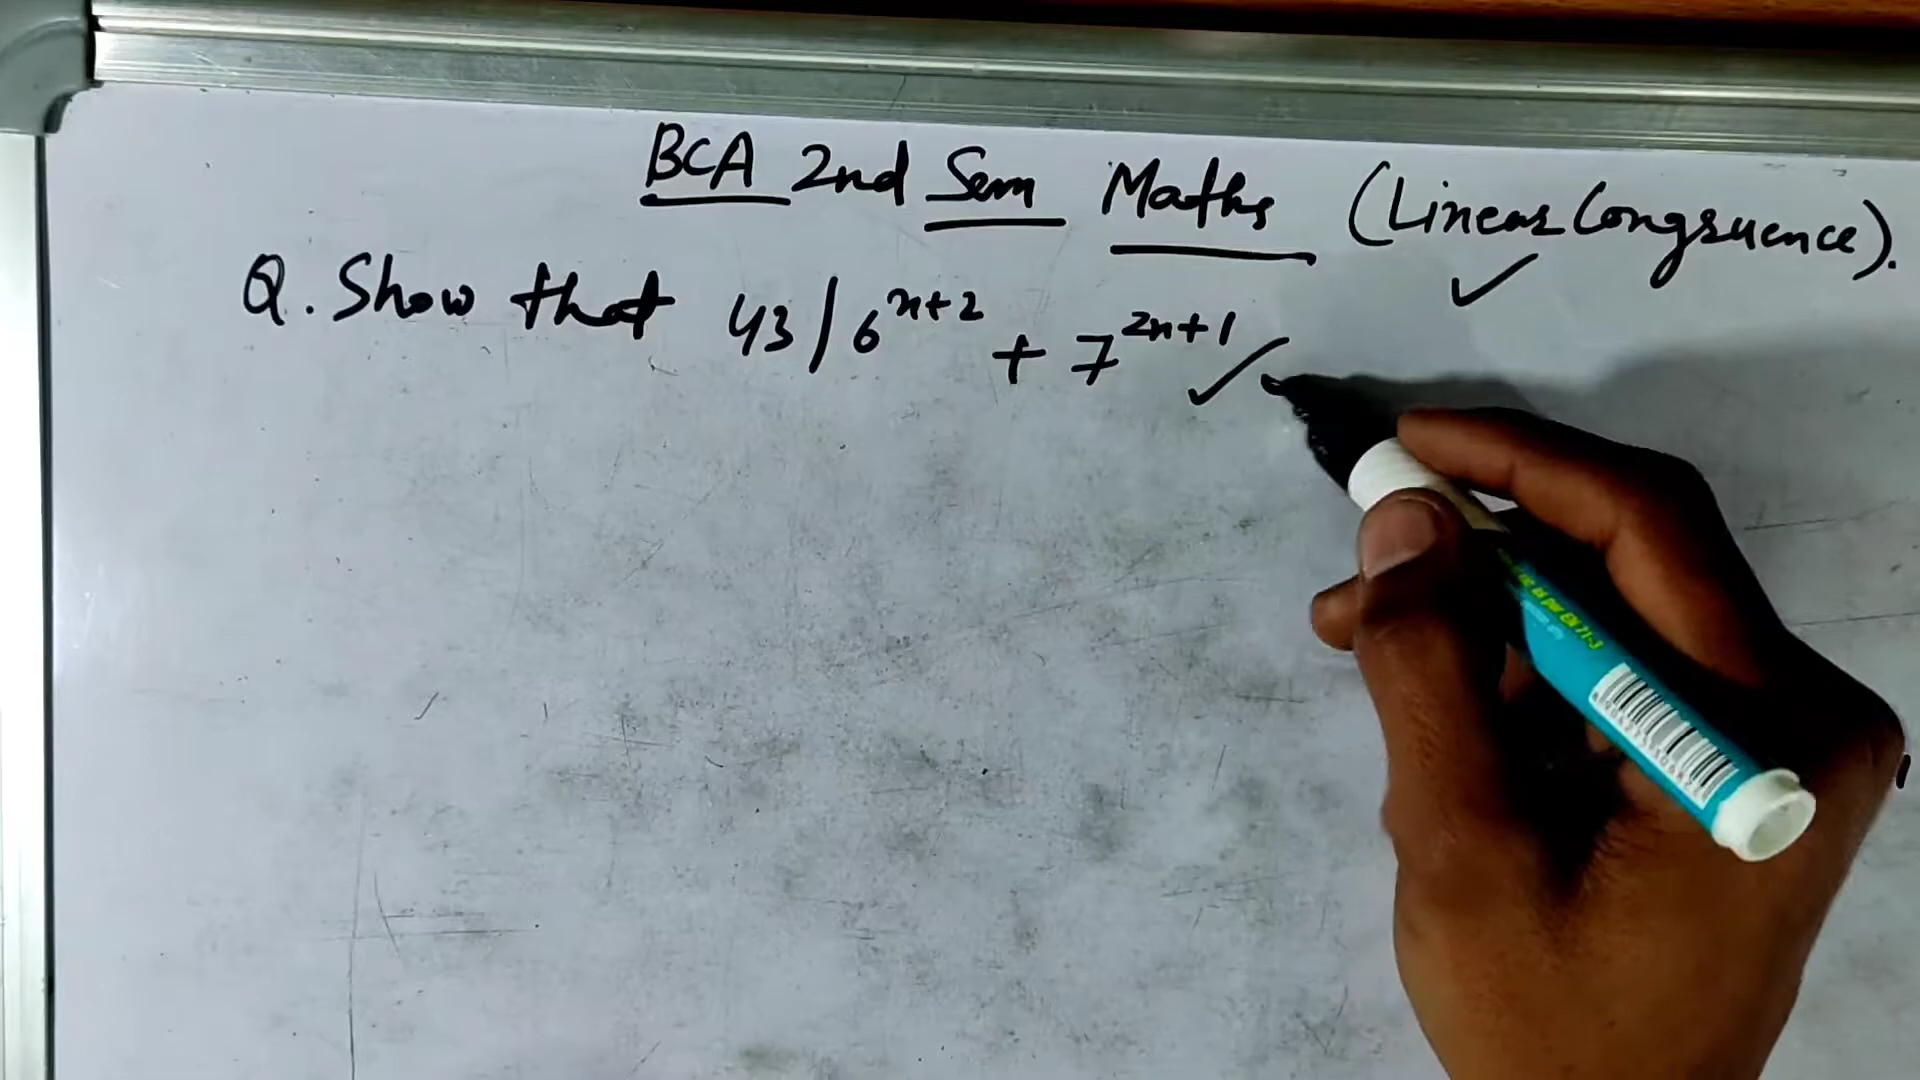 BCA 2nd Sem Maths (Linear Congruence).
Q. Show that 43 / 6^{n+2} + 7^{2n+1}